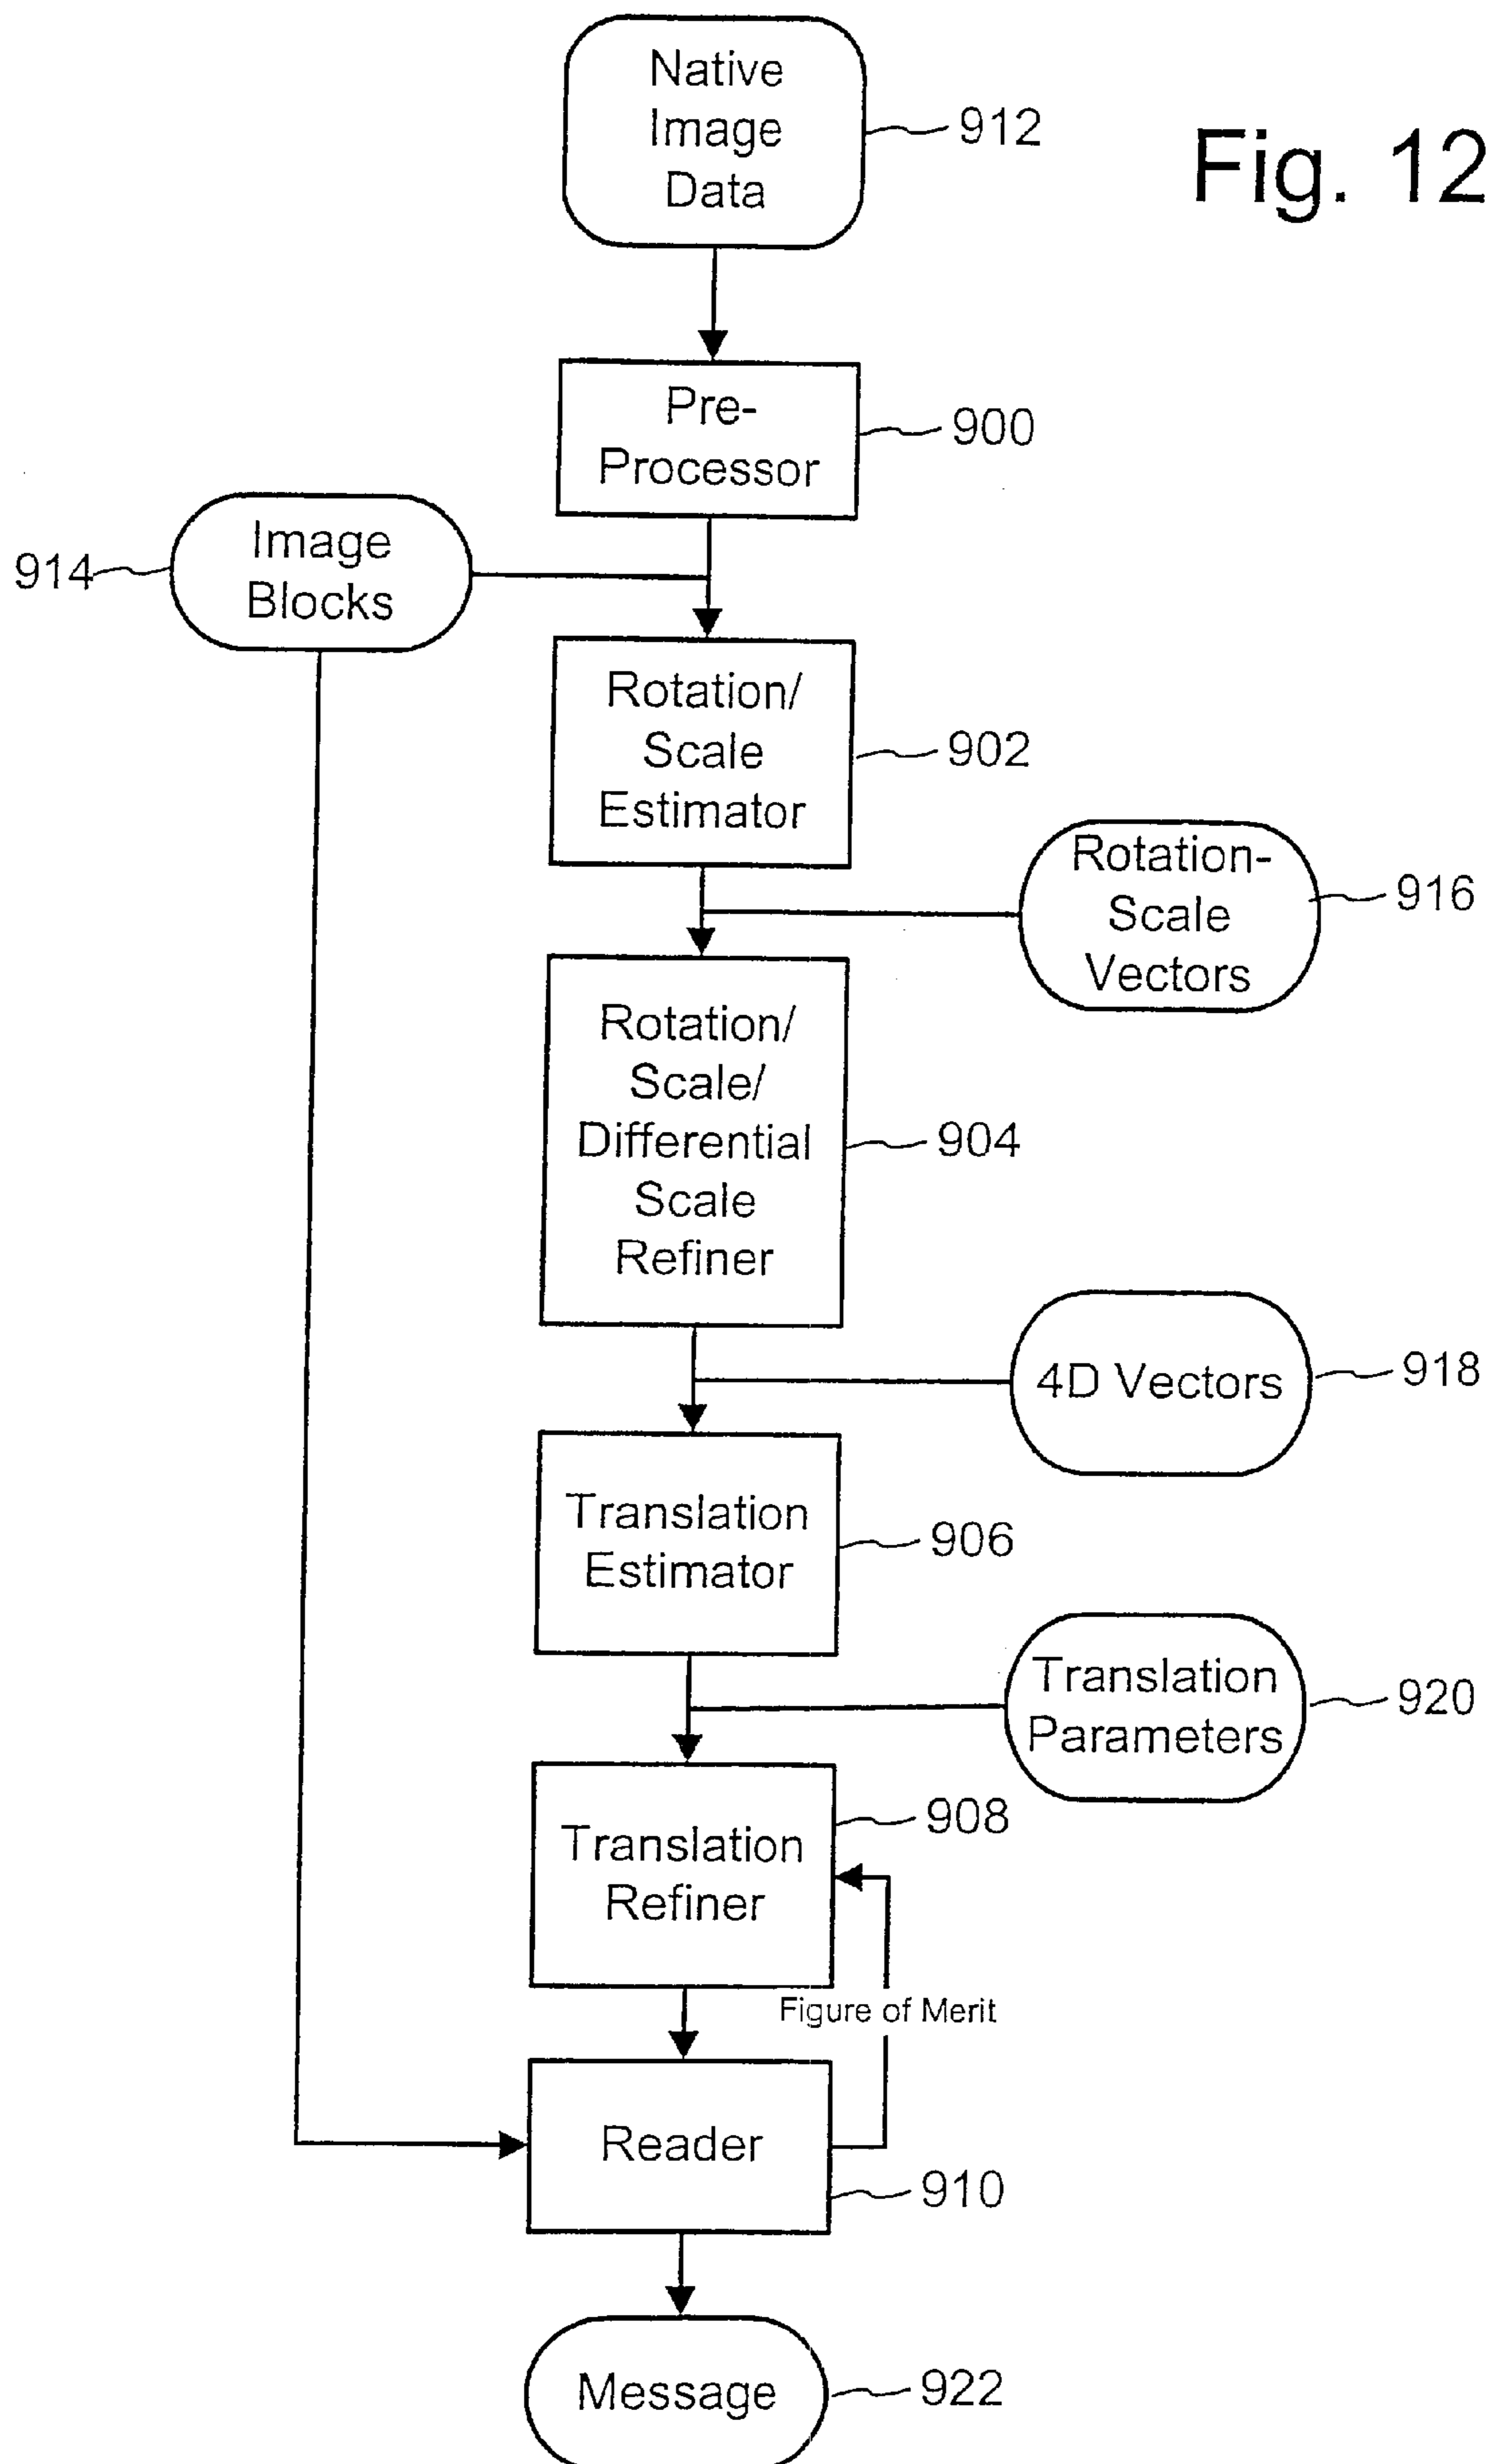 Native
Image
Data
912
Fig. 12
Pre-
Processor
900
Image
Blocks
914
Rotation/
Scale
Estimator
902
Rotation-
Scale
Vectors
916
Rotation/
Scale/
Differential
Scale
Refiner
904
4D Vectors
918
Translation
Estimator
906
Translation
Parameters
920
Translation
Refiner
908
Figure of Merit
Reader
910
Message
922